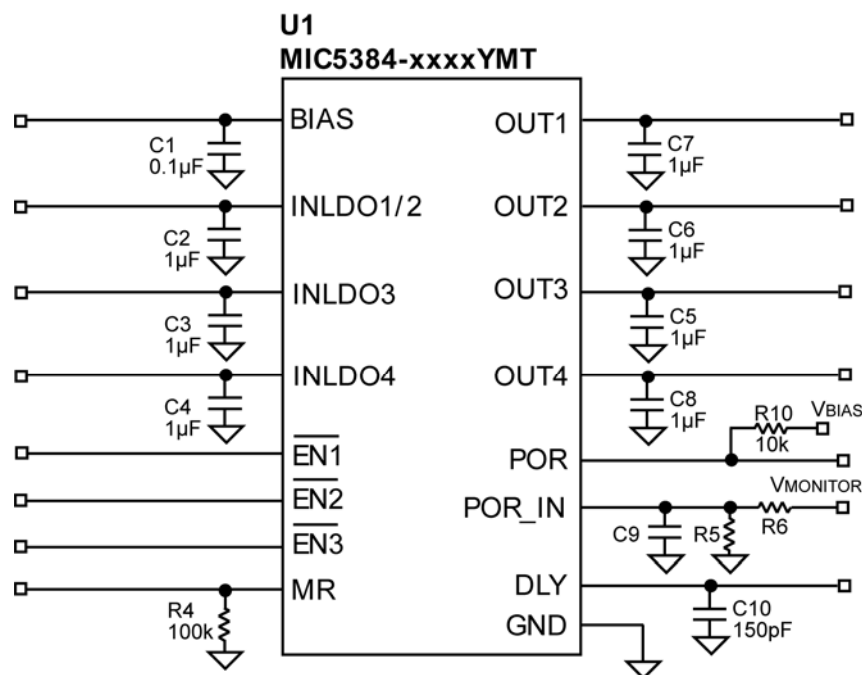 U1
MIC5384-xxxxYMT
BIAS
OUT1
C1
0.1µF
C7
1µF
INLDO1/2
OUT2
C2
1µF
C6
1µF
INLDO3
OUT3
C3
1µF
C5
1µF
INLDO4
OUT4
C4
1µF
C8
1µF
R10
10k
VBIAS
EN1
POR
EN2
POR_IN
VMONITOR
C9
R5
R6
EN3
MR
DLY
R4
100k
C10
150pF
GND